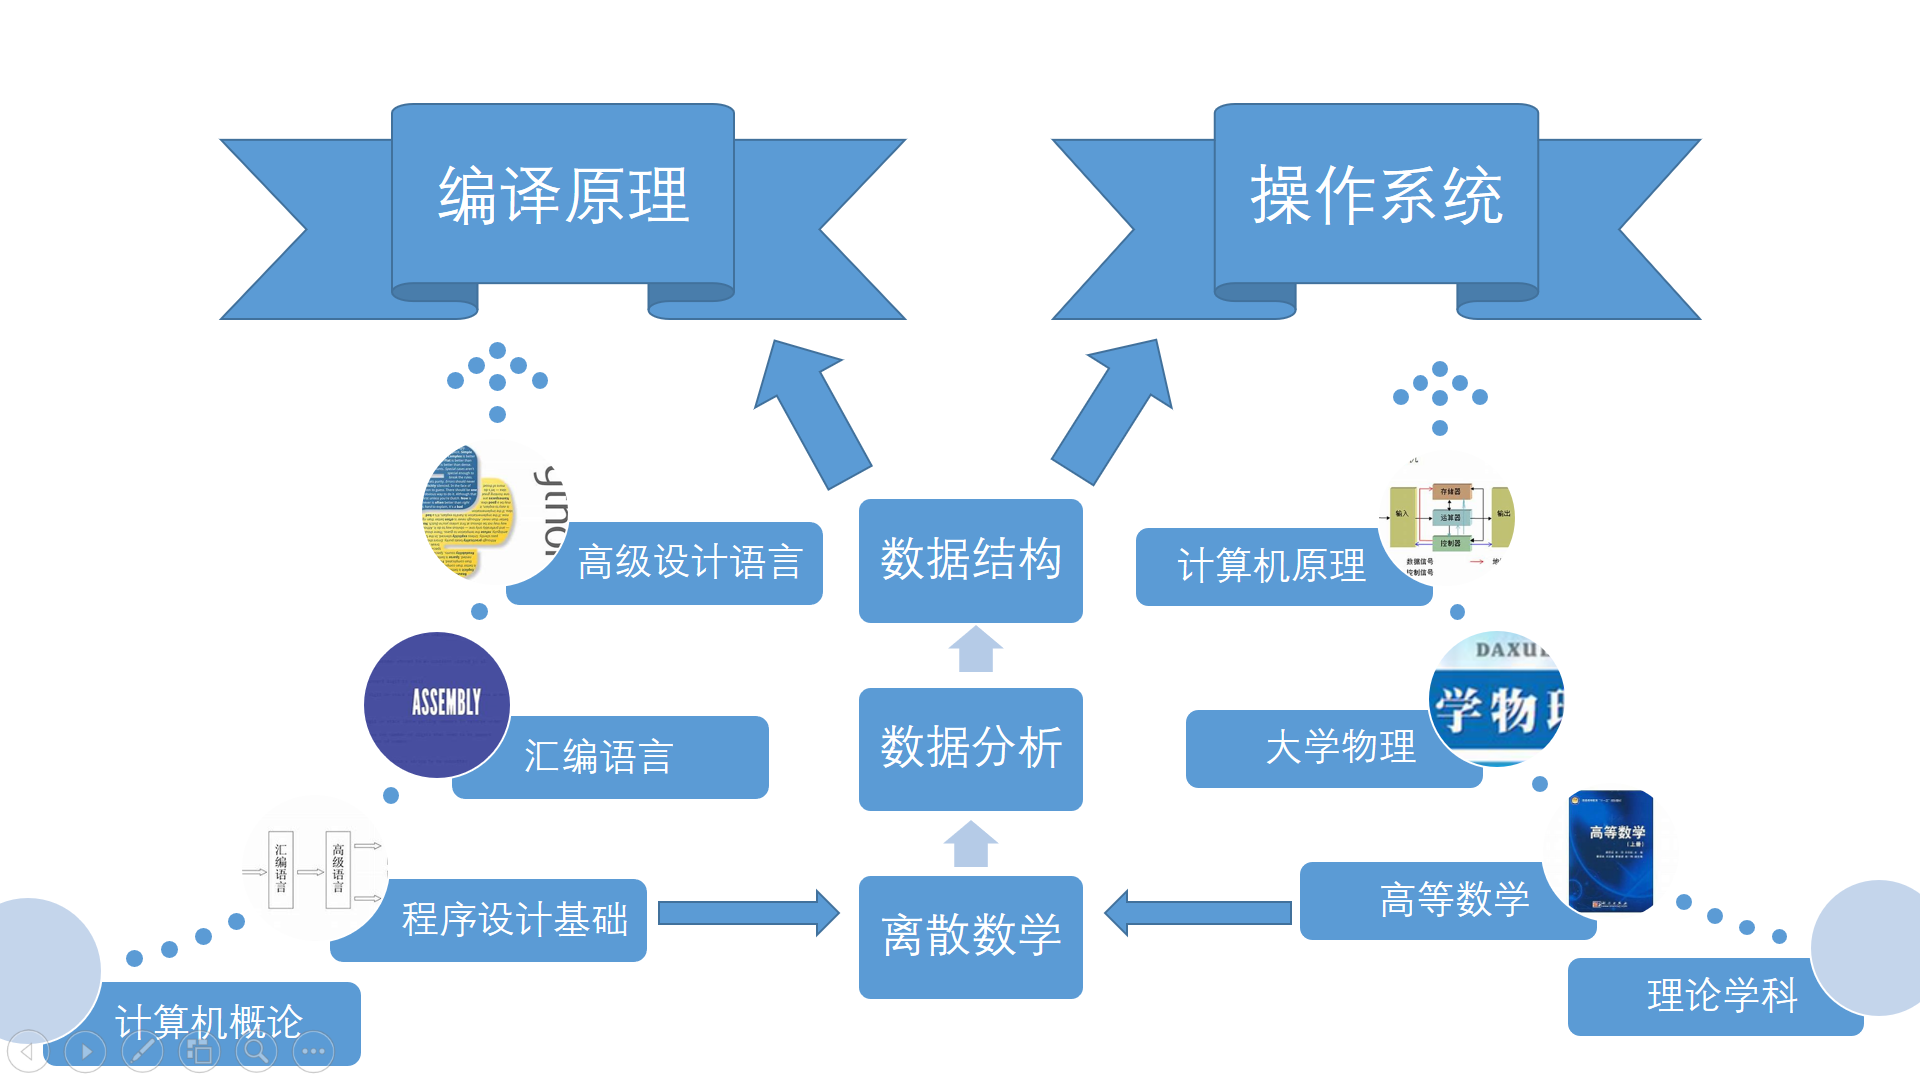 编译原理
操作系统
高级设计语言
数据结构
计算机原理
存储器
输入
运算器
输出
控制器
数据信号
控制信号
ASSEMBLY
汇编语言
数据分析
大学物理
DAXU
学物理
汇编语言
高级语言
程序设计基础
离散数学
高等数学
高等数学
(上册)
计算机概论
理论学科